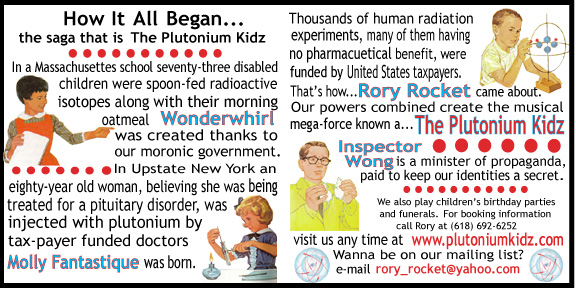 How It All Began...
the saga that is The Plutonium Kidz
In a Massachusettes school seventy-three disabled
children were spoon-fed radioactive
isotopes along with their morning
oatmeal Wonderwhirl
was created thanks to
our moronic government.
In Upstate New York an
eighty-year old woman, believing she was being
treated for a pituitary disorder, was
injected with plutonium by
tax-payer funded doctors
Molly Fantastique was born.
Thousands of human radiation
experiments, many of them having
no pharmacuetical benefit, were
funded by United States taxpayers.
That's how...Rory Rocket came about.
Our powers combined create the musical
mega-force known a... The Plutonium Kidz
Inspector
Wong is a minister of propaganda,
paid to keep our identities a secret.
We also play children's birthday parties
and funerals. For booking information
call Rory at (618) 692-6252
visit us any time at www.plutoniumkidz.com
Wanna be on our mailing list?
e-mail rory_rocket@yahoo.com